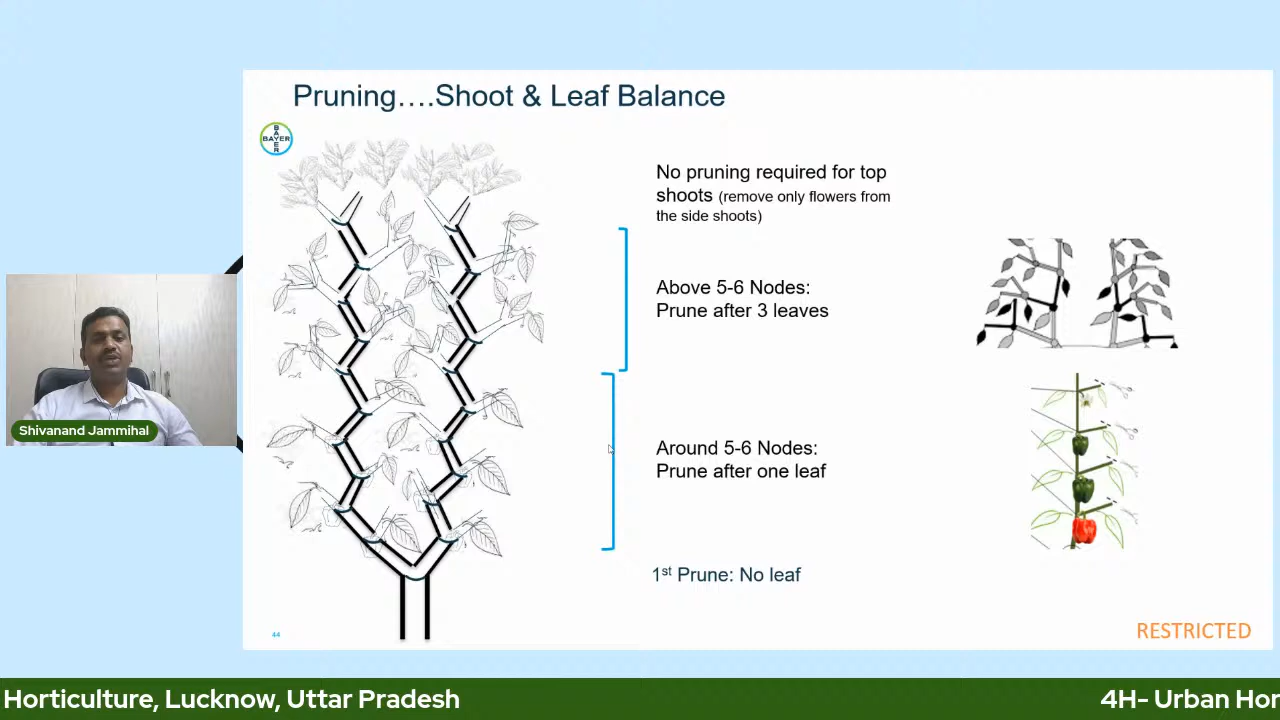 Pruning….Shoot & Leaf Balance
BAYER
BAYER
No pruning required for top
shoots (remove only flowers from
the side shoots)
Above 5-6 Nodes:
Prune after 3 leaves
Shivanand Jammihal
Around 5-6 Nodes:
Prune after one leaf
1st Prune: No leaf
44
RESTRICTED
Horticulture, Lucknow, Uttar Pradesh
4H- Urban Hor